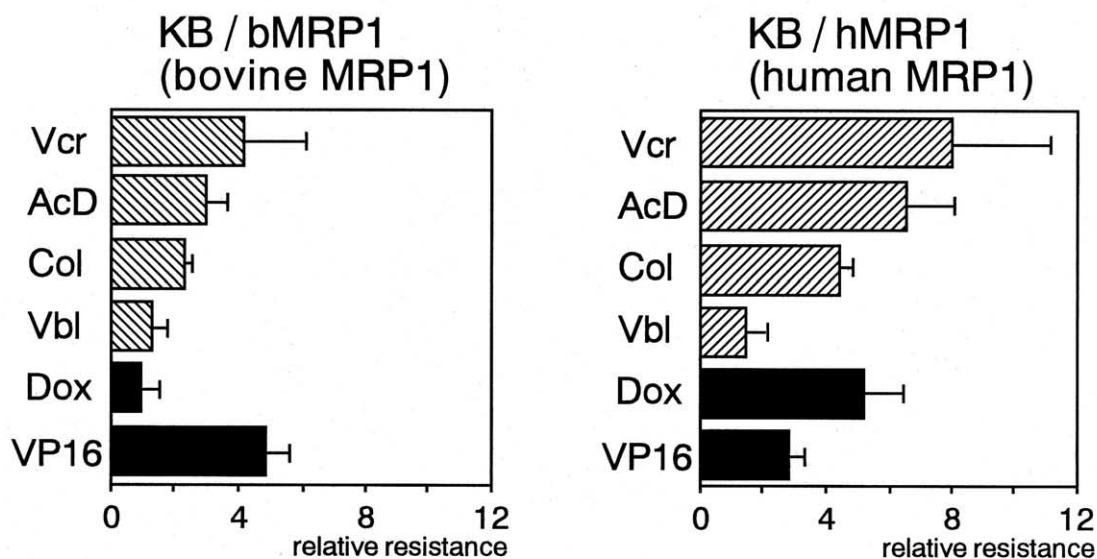 KB / bMRP1
(bovine MRP1)
Vcr
AcD
Col
Vbl
Dox
VP16
0 4 8 12
relative resistance
KB / hMRP1
(human MRP1)
Vcr
AcD
Col
Vbl
Dox
VP16
0 4 8 12
relative resistance